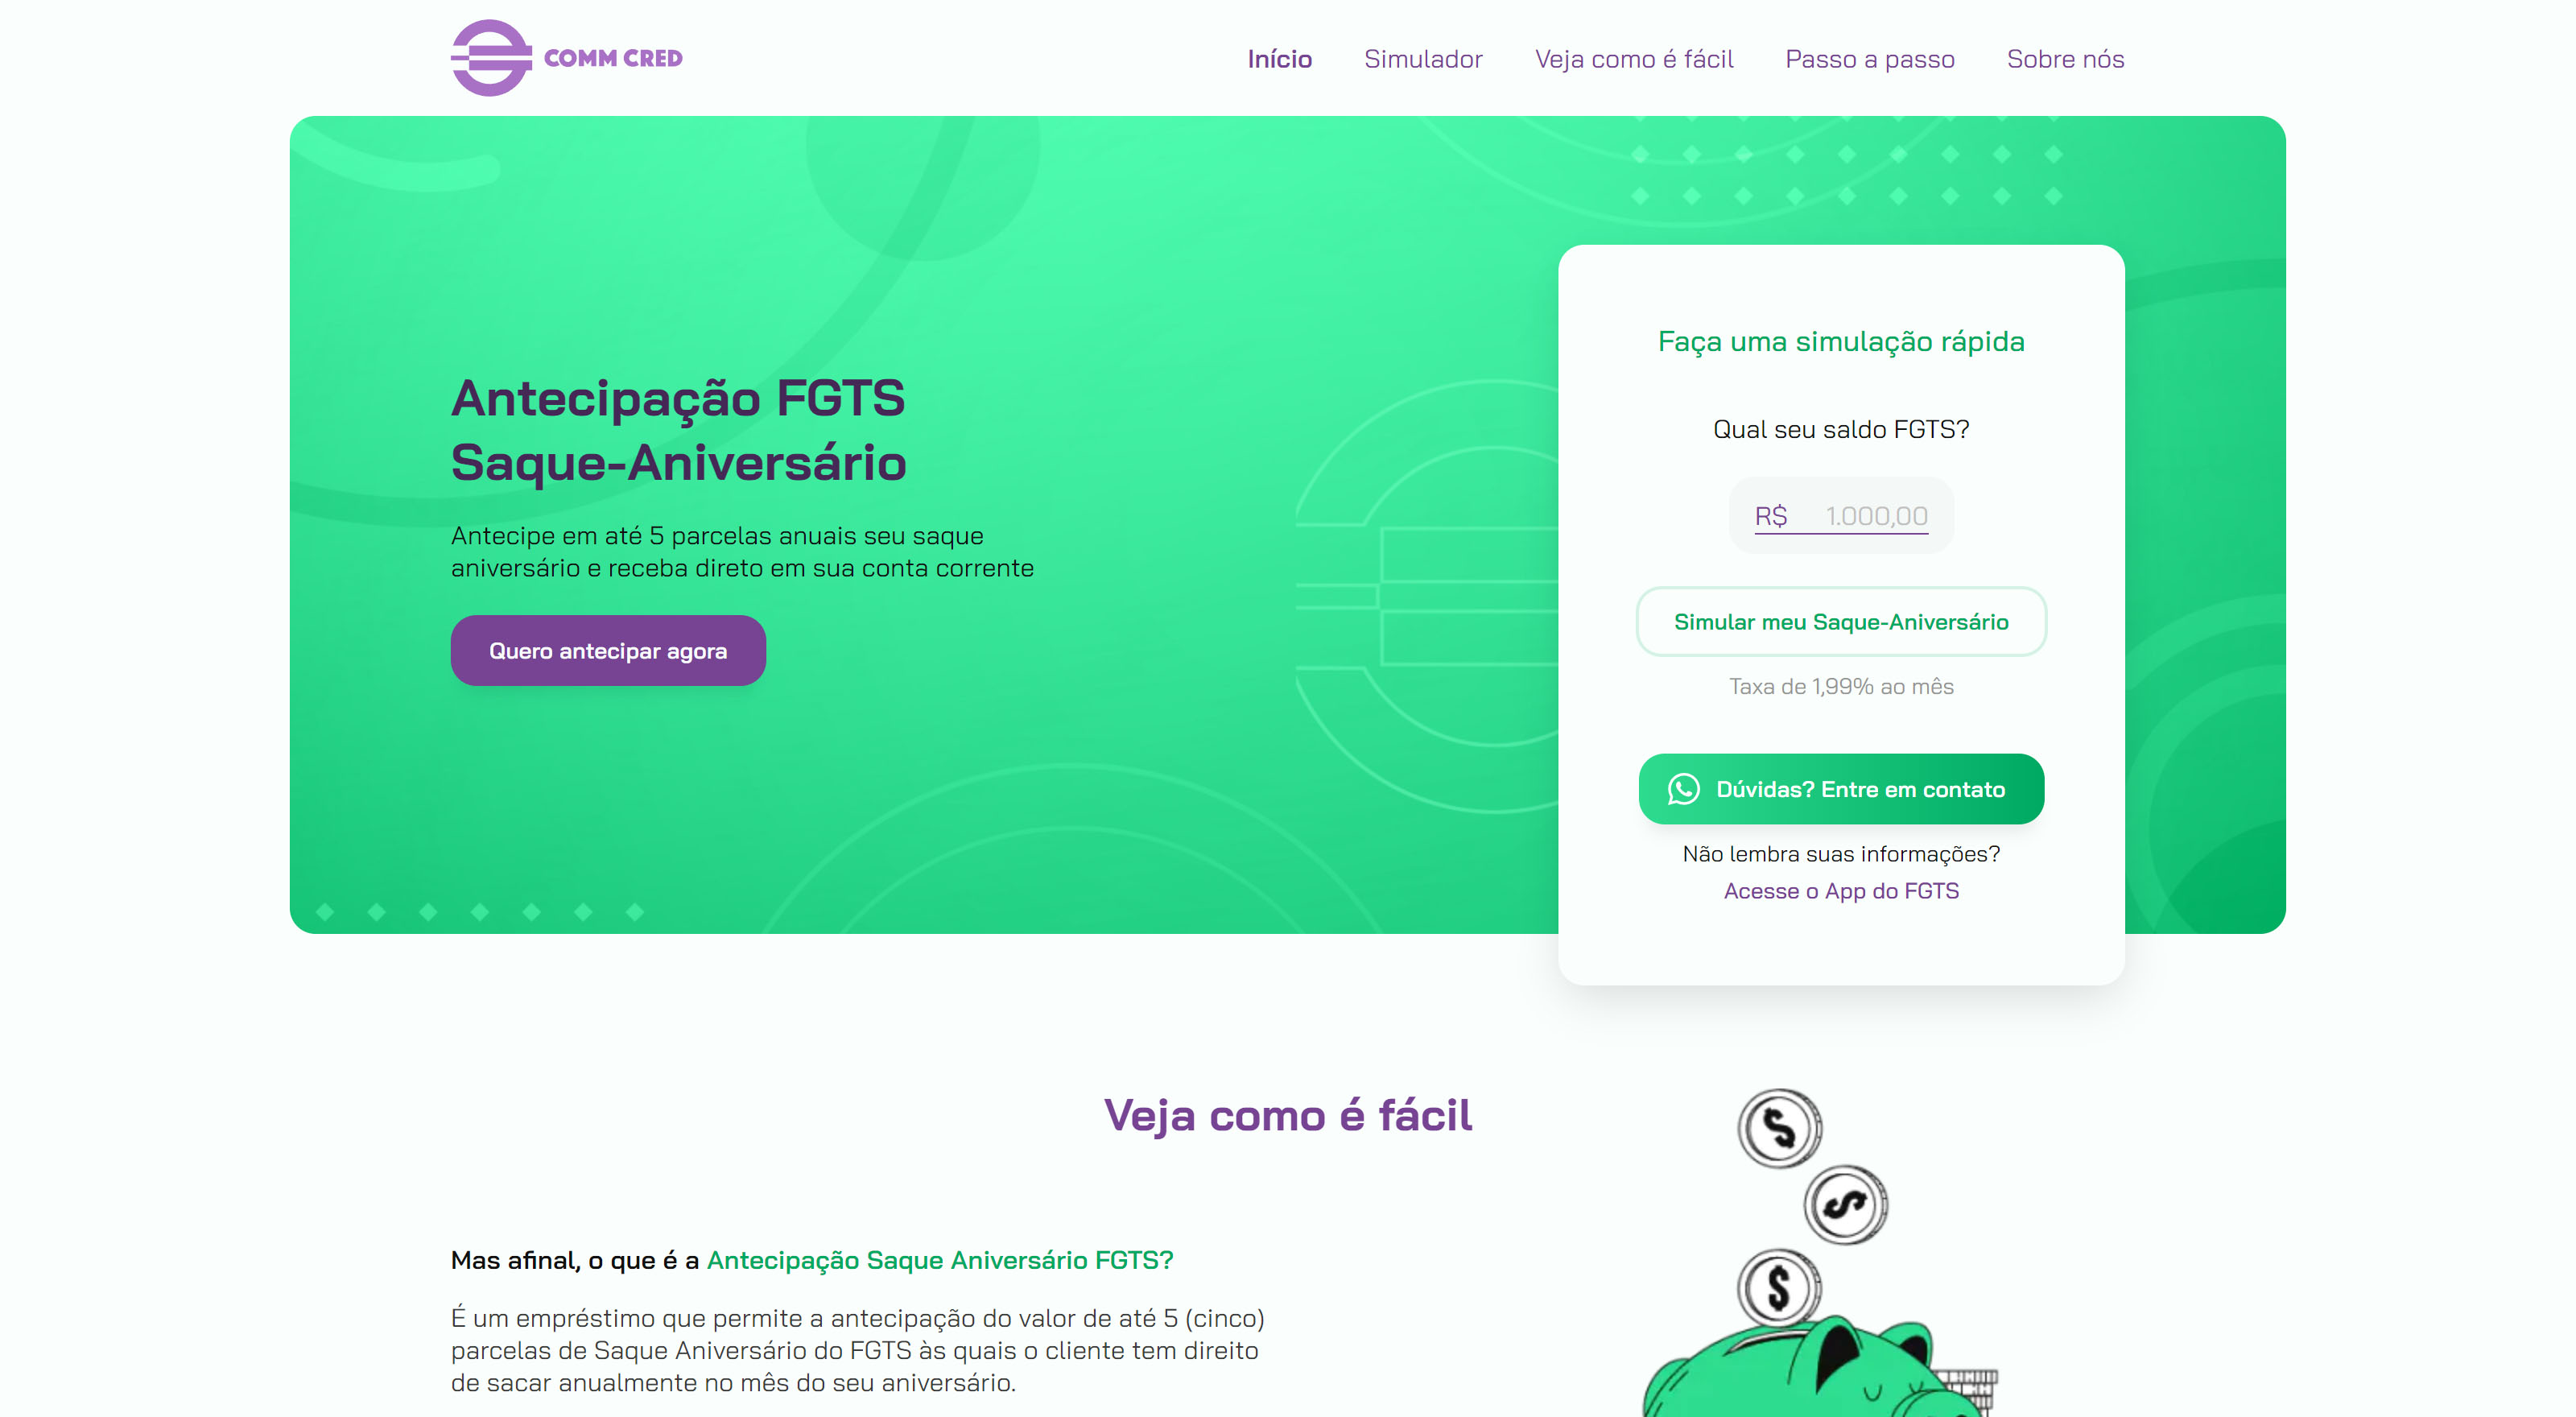 COMM CRED
Início
Simulador
Veja como é fácil
Passo a passo
Sobre nós
Antecipação FGTS
Saque-Aniversário
Antecipe em até 5 parcelas anuais seu saque
aniversário e receba direto em sua conta corrente
Quero antecipar agora
Faça uma simulação rápida
Qual seu saldo FGTS?
R$ 1.000,00
Simular meu Saque-Aniversário
Taxa de 1,99% ao mês
Dúvidas? Entre em contato
Não lembra suas informações?
Acesse o App do FGTS
Veja como é fácil
Mas afinal, o que é a Antecipação Saque Aniversário FGTS?
É um empréstimo que permite a antecipação do valor de até 5 (cinco)
parcelas de Saque Aniversário do FGTS às quais o cliente tem direito
de sacar anualmente no mês do seu aniversário.
$
$
$